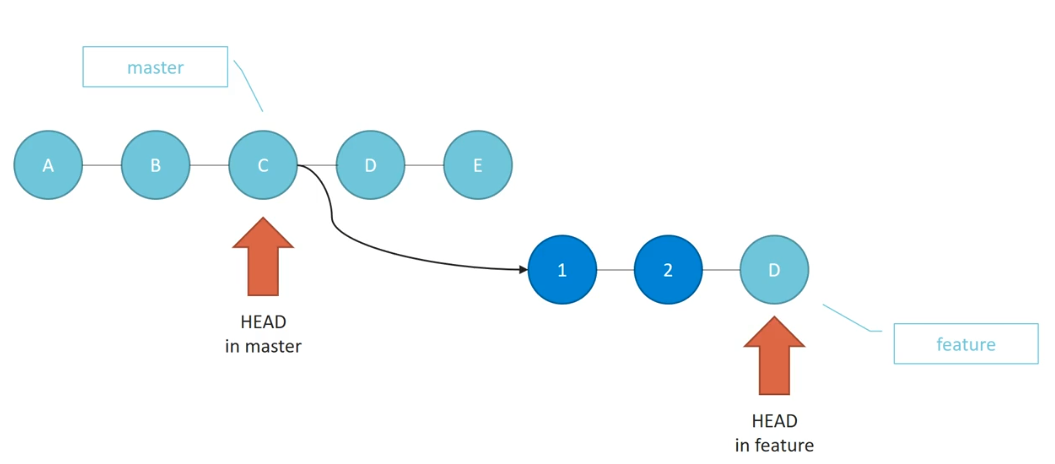 master
A
B
C
D
E
1
2
D
HEAD
in master
feature
HEAD
in feature